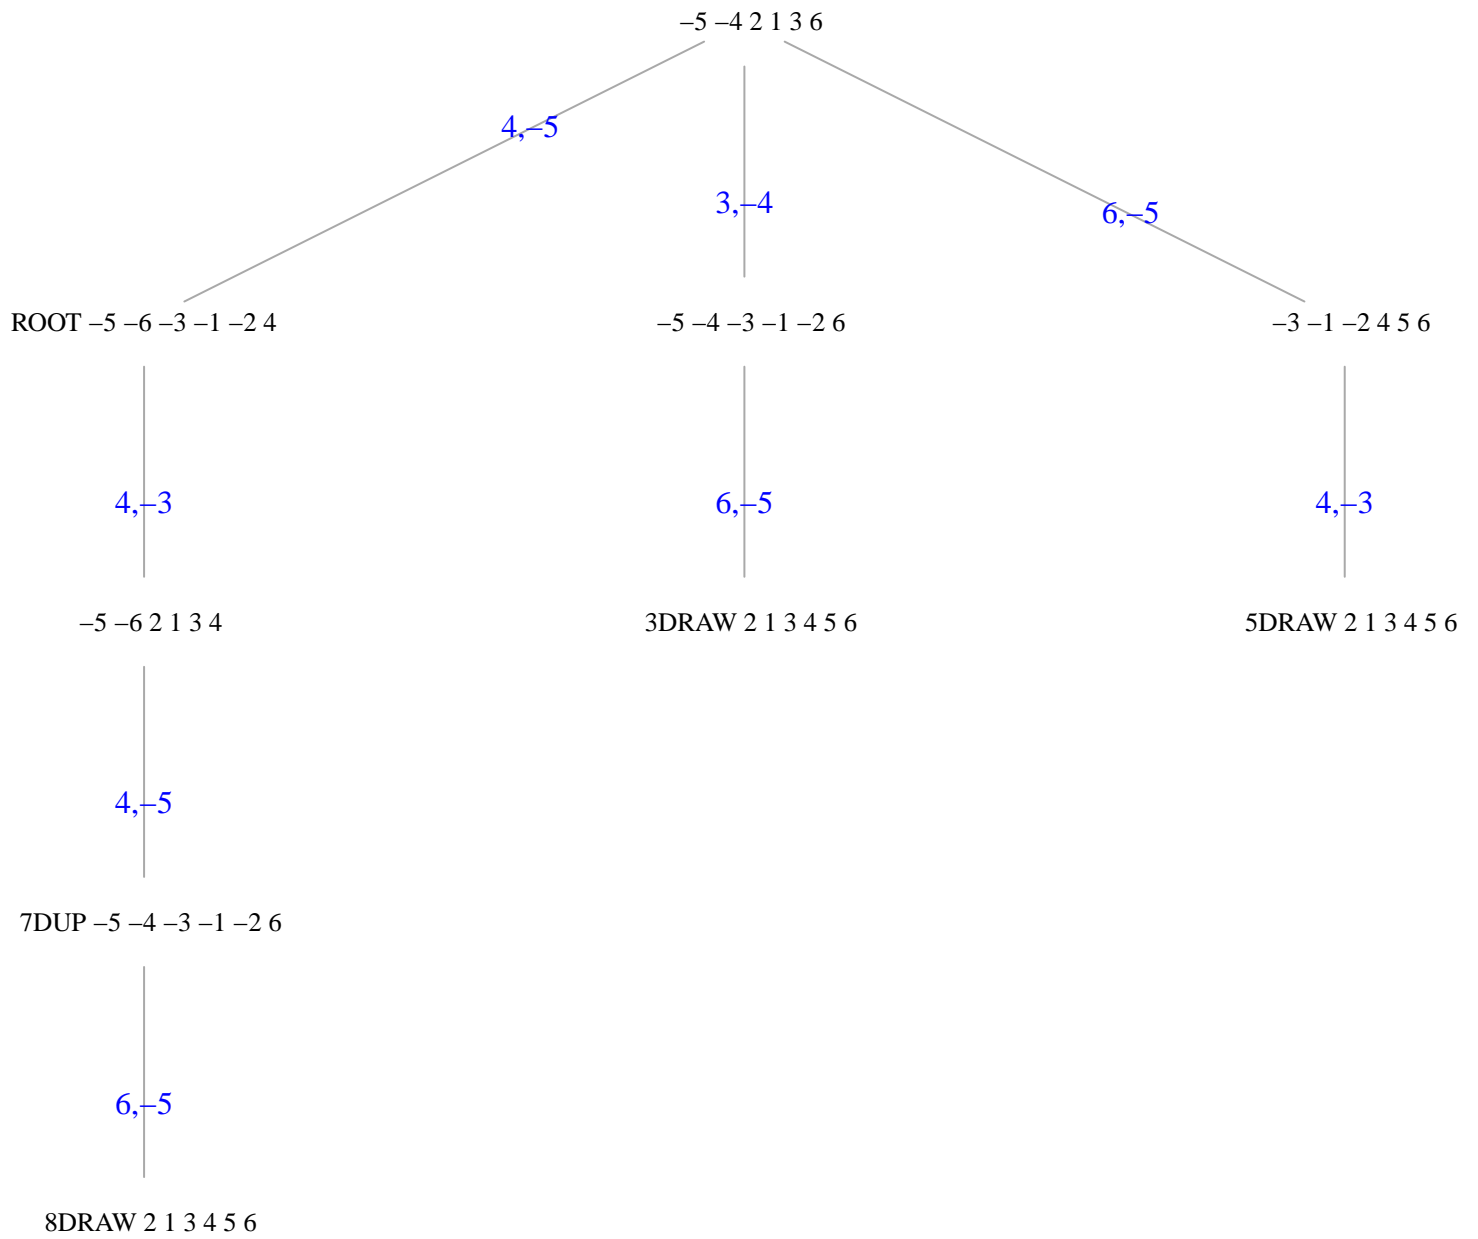 –5 –4 2 1 3 6
4,–5
3,–4
6,–5
ROOT –5 –6 –3 –1 –2 4
–5 –4 –3 –1 –2 6
–3 –1 –2 4 5 6
4,–3
6,–5
4,–3
–5 –6 2 1 3 4
3DRAW 2 1 3 4 5 6
5DRAW 2 1 3 4 5 6
4,–5
7DUP –5 –4 –3 –1 –2 6
6,–5
8DRAW 2 1 3 4 5 6